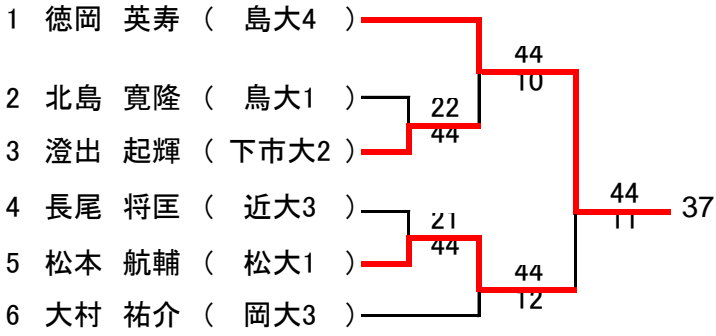 1 徳岡 英寿 ( 島大4 )
44
10
2 北島 寛隆 ( 鳥大1 )
22
44
3 澄出 起輝 ( 下市大2 )
4 長尾 将匡 ( 近大3 )
44
11
37
21
44
5 松本 航輔 ( 松大1 )
44
12
6 大村 祐介 ( 岡大3 )